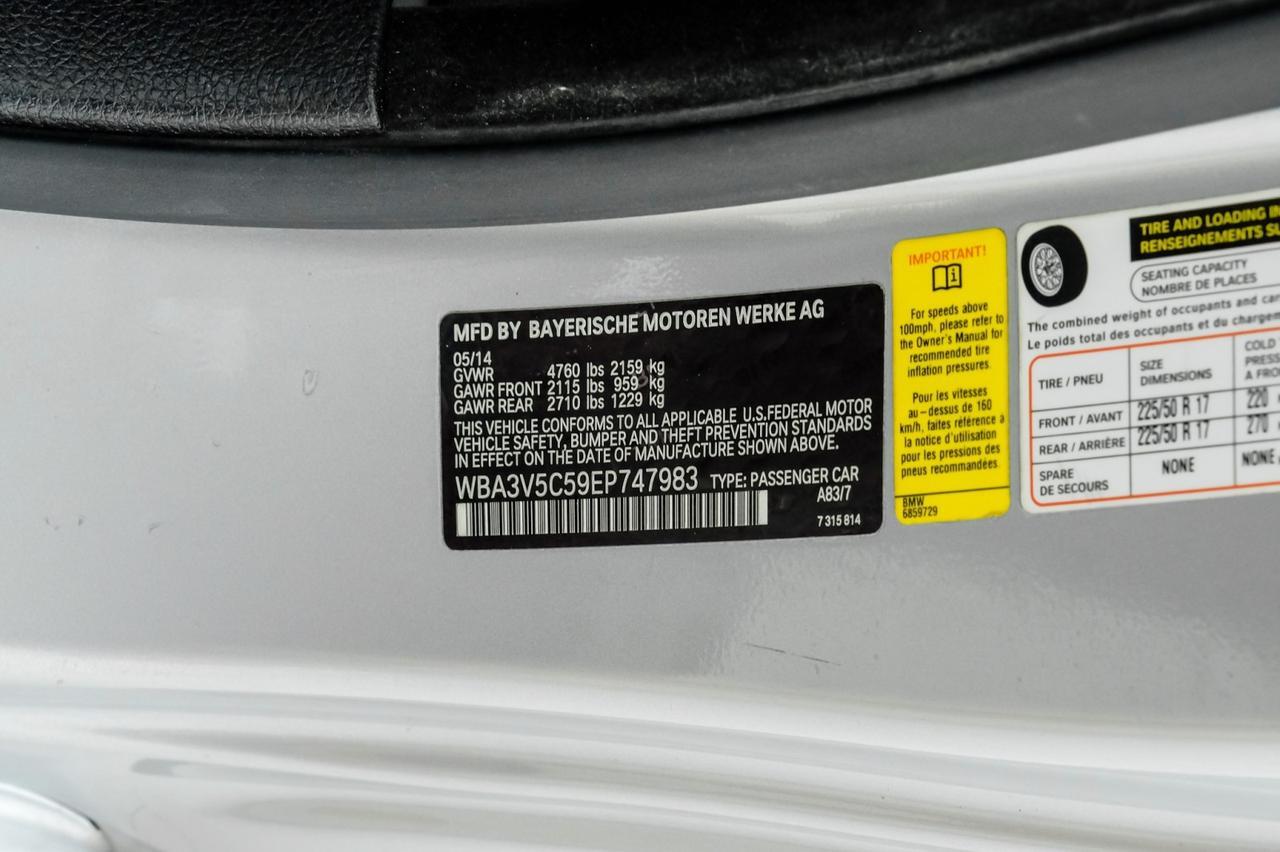 MFD BY BAYERISCHE MOTOREN WERKE AG
05/14
GVWR 4760 lbs 2159 kg
GAWR FRONT 2115 lbs 959 kg
GAWR REAR 2710 lbs 1229 kg
THIS VEHICLE CONFORMS TO ALL APPLICABLE U.S.FEDERAL MOTOR
VEHICLE SAFETY, BUMPER AND THEFT PREVENTION STANDARDS
IN EFFECT ON THE DATE OF MANUFACTURE SHOWN ABOVE.
WBA3V5C59EP747983 TYPE: PASSENGER CAR
A83/7
7 315 814
IMPORTANT!
For speeds above
100mph, please refer to
the Owner's Manual for
recommended tire
inflation pressures.
Pour les vitesses
au-dessus de 160
km/h, faites référence à
la notice d'utilisation
pour les pressions des
pneus recommandées.
BMW
6859729
TIRE AND LOADING
RENSEIGNEMENTS
SEATING CAPACITY
NOMBRE DE PLACES
The combined weight of occupants and
Le poids total des occupants et du
TIRE / PNEU SIZE COLD
DIMENSIONS
A
FRONT / AVANT 225/50 R 17 220
REAR / ARRIÈRE 225/50 R 17 270
SPARE NONE NONE
DE SECOURS